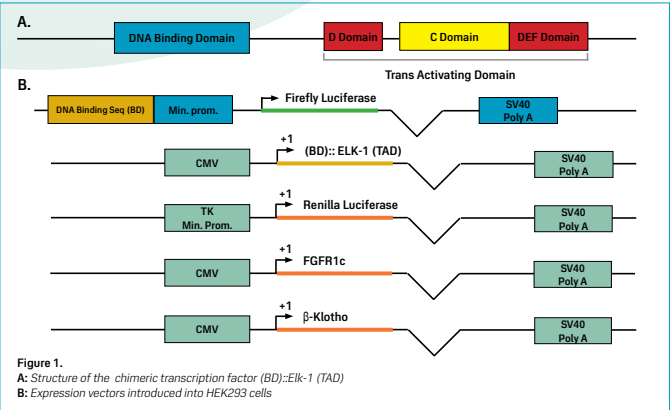 A.
DNA Binding Domain
D Domain
C Domain
DEF Domain
Trans Activating Domain
B.
DNA Binding Seq (BD)
Min. prom.
Firefly Luciferase
SV40
Poly A
CMV
+1
(BD):: ELK-1 (TAD)
SV40
Poly A
TK
Min. Prom.
+1
Renilla Luciferase
SV40
Poly A
CMV
+1
FGFR1c
SV40
Poly A
CMV
+1
β-Klotho
SV40
Poly A
Figure 1.
A: Structure of the chimeric transcription factor (BD)::Elk-1 (TAD)
B: Expression vectors introduced into HEK293 cells